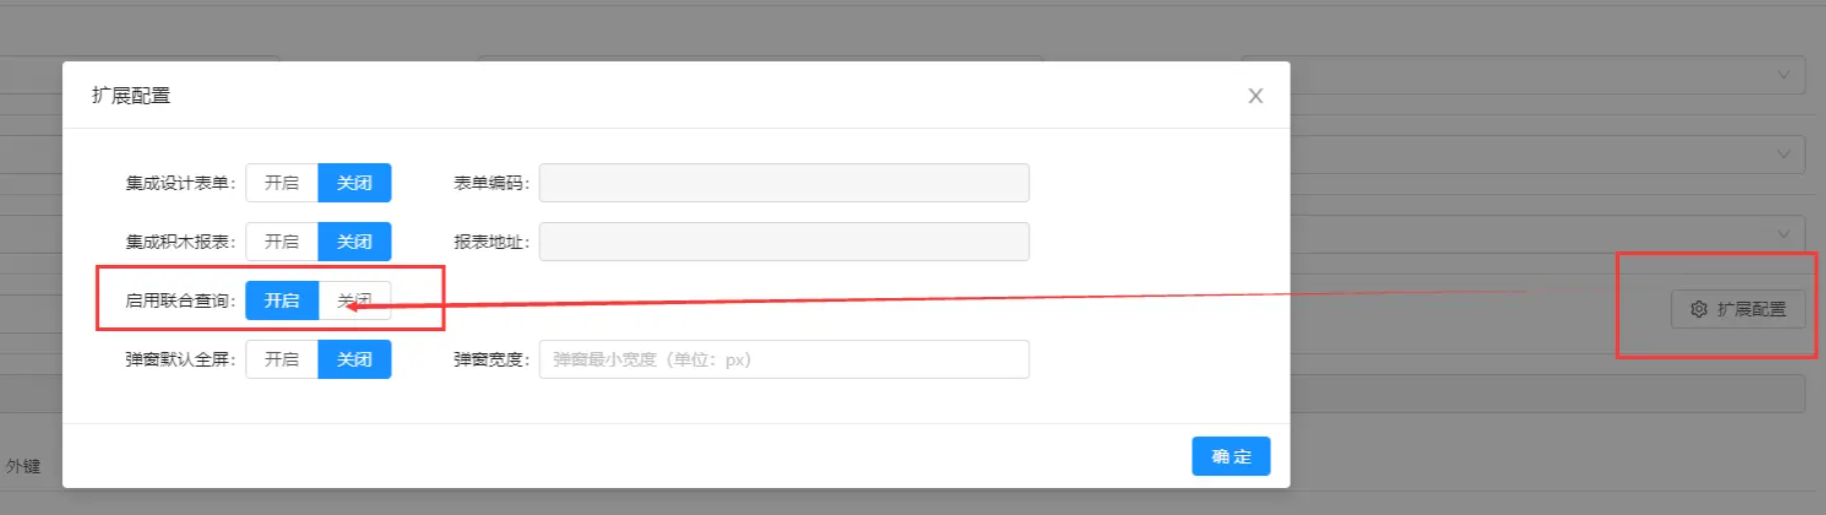 扩展配置
集成设计表单: 开启 关闭 表单编码:
集成积木报表: 开启 关闭 报表地址:
启用联合查询: 开启 关闭
扩展配置
弹窗默认全屏: 开启 关闭 弹窗宽度: 弹窗最小宽度（单位：px）
确定
外键